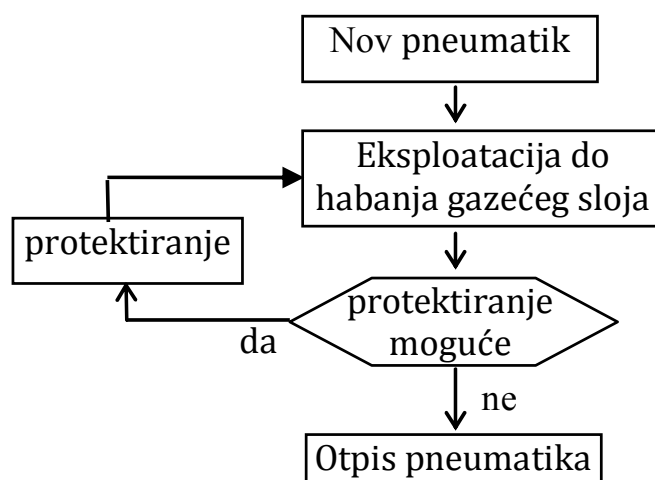 Nov pneumatik
Eksploatacija do
habanja gazećeg sloja
protektiranje
protektiranje
moguće
da
ne
Otpis pneumatika